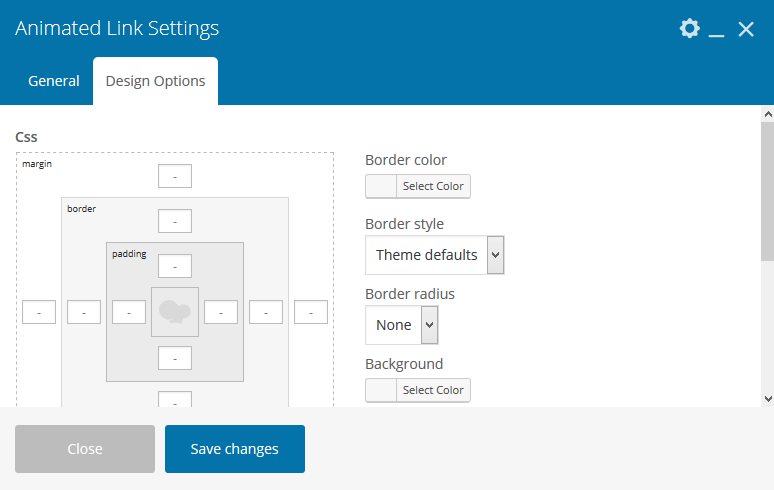 Animated Link Settings
General
Design Options
Css
margin
-
border
-
padding
-
- - - - - -
-
-
Border color
Select Color
Border style
Theme defaults
Border radius
None
Background
Select Color
Close
Save changes